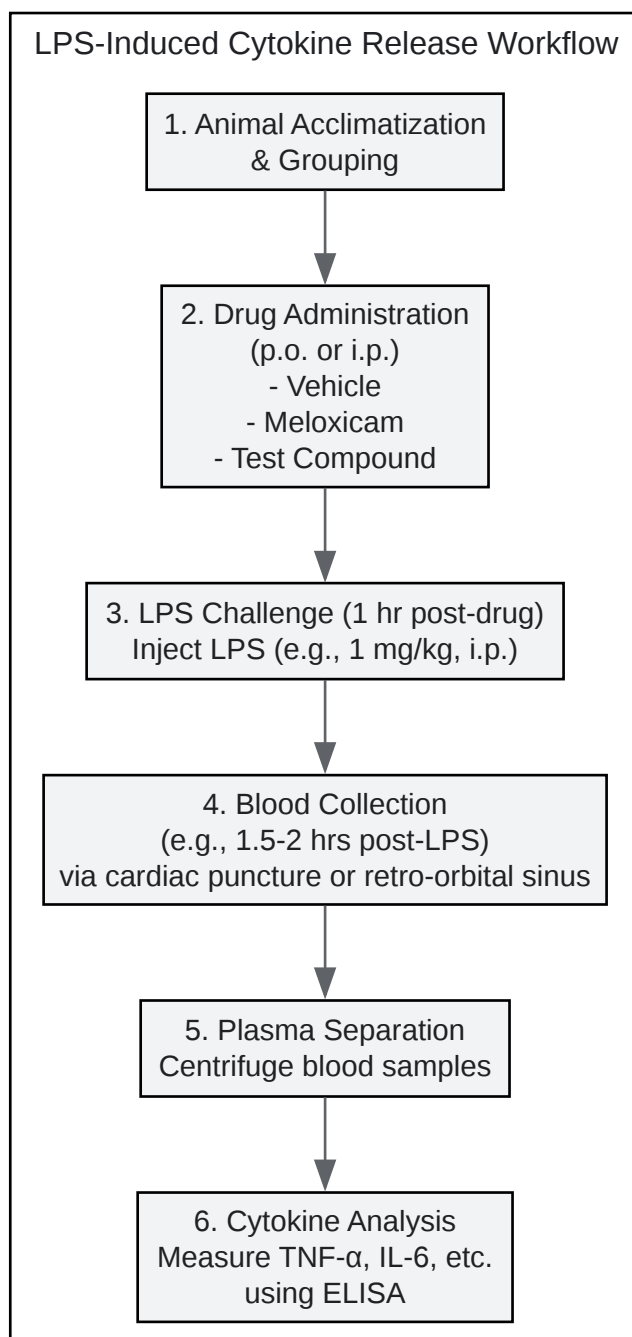 LPS-Induced Cytokine Release Workflow
1. Animal Acclimatization
& Grouping
2. Drug Administration
(p.o. or i.p.)
- Vehicle
- Meloxicam
- Test Compound
3. LPS Challenge (1 hr post-drug)
Inject LPS (e.g., 1 mg/kg, i.p.)
4. Blood Collection
(e.g., 1.5-2 hrs post-LPS)
via cardiac puncture or retro-orbital sinus
5. Plasma Separation
Centrifuge blood samples
6. Cytokine Analysis
Measure TNF-α, IL-6, etc.
using ELISA